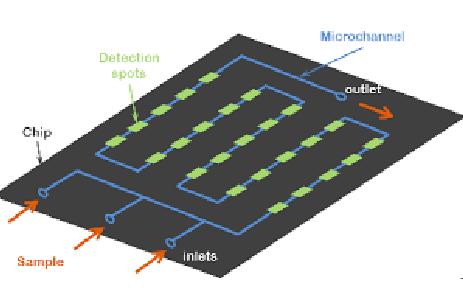 Microchannel
Detection
spots
outlet
Chip
Sample
inlets